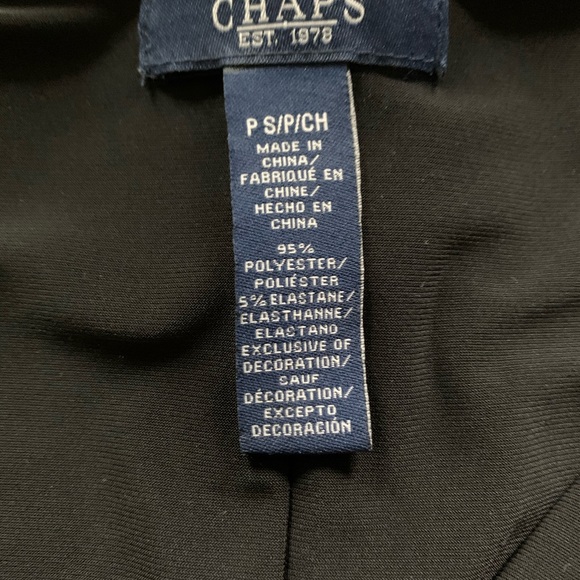 CHAPS
EST. 1978
P S/P/CH
MADE IN
CHINA/
FABRIQUÉ EN
CHINE/
HECHO EN
CHINA
95%
POLYESTER/
POLIÉSTER
5% ELASTANE/
ELASTHANNE/
ELASTANO
EXCLUSIVE OF
DECORATION/
SAUF
DÉCORATION/
EXCEPTO
DECORACIÓN